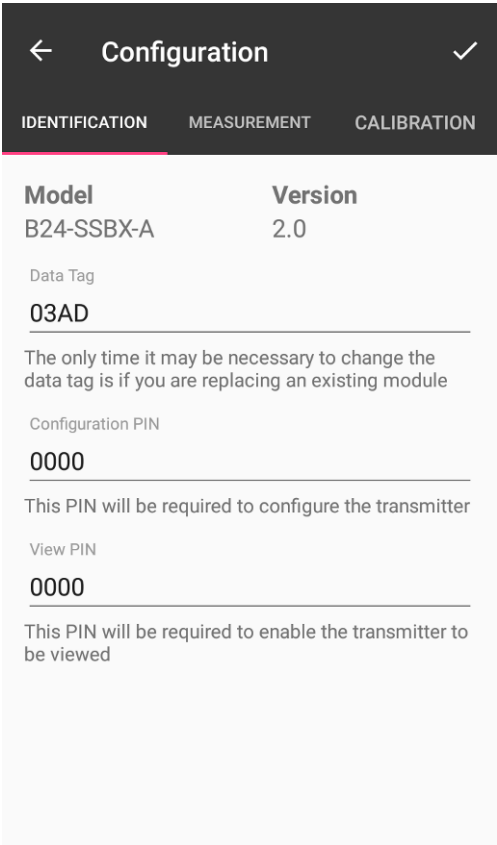 Configuration
IDENTIFICATION MEASUREMENT CALIBRATION
Model Version
B24-SSBX-A 2.0
Data Tag
03AD
The only time it may be necessary to change the
data tag is if you are replacing an existing module
Configuration PIN
0000
This PIN will be required to configure the transmitter
View PIN
0000
This PIN will be required to enable the transmitter to
be viewed